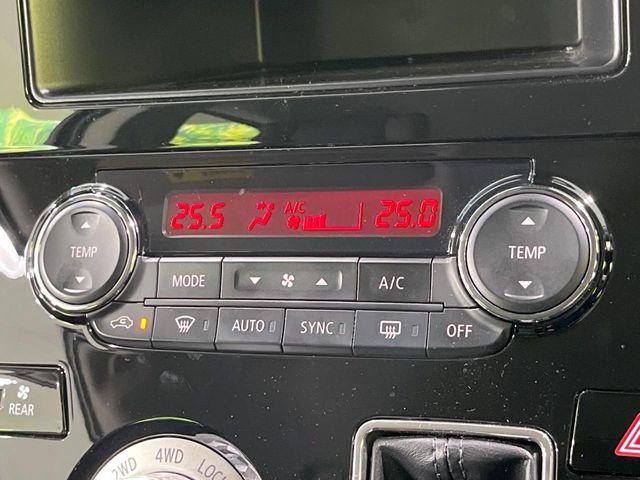 25.5 A/C 25.0
TEMP
TEMP
MODE
A/C
AUTO
SYNC
OFF
REAR
2WD 4WD LOCK